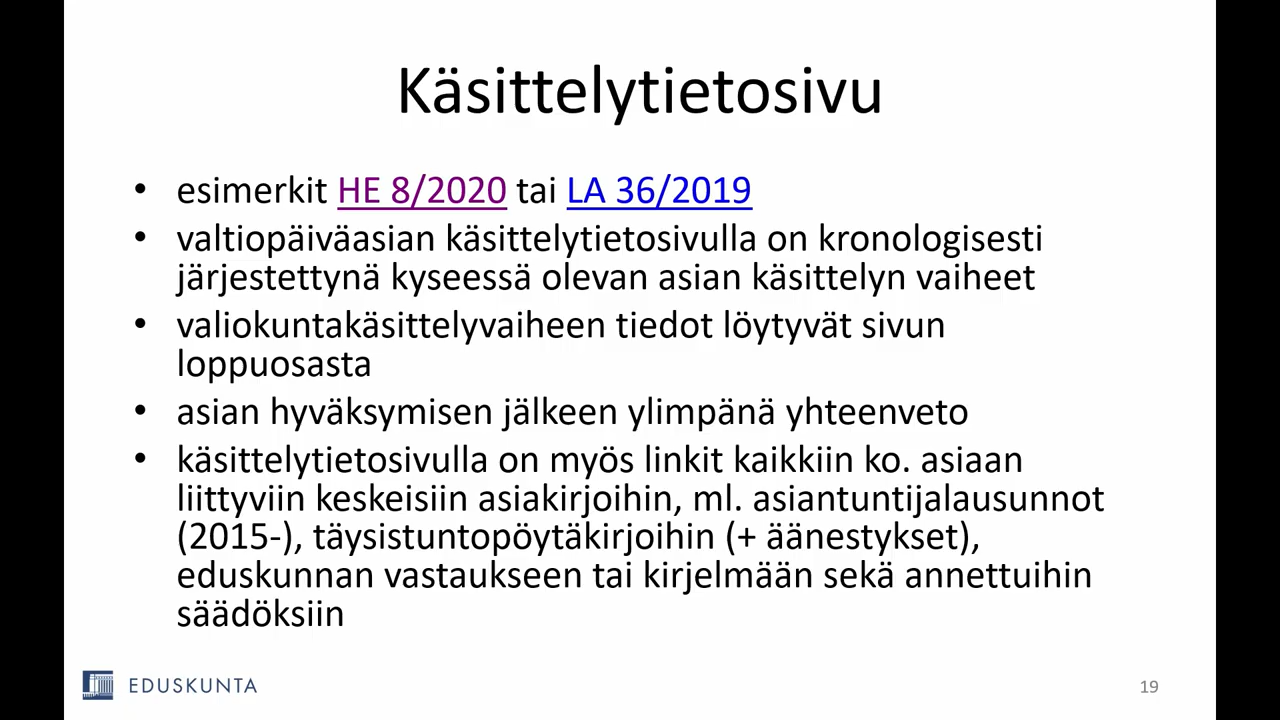 Käsittelytietosivu
• esimerkit HE 8/2020 tai LA 36/2019
• valtiopäiväasian käsittelytietosivulla on kronologisesti
järjestettynä kyseessä olevan asian käsittelyn vaiheet
• valiokuntakäsittelyvaiheen tiedot löytyvät sivun
loppuosasta
• asian hyväksymisen jälkeen ylimpänä yhteenveto
• käsittelytietosivulla on myös linkit kaikkiin ko. asiaan
liittyviin keskeisiin asiakirjoihin, ml. asiantuntijalausunnot
(2015-), täysistuntopöytäkirjoihin (+ äänestykset),
eduskunnan vastaukseen tai kirjelmään sekä annettuihin
säädöksiin
EDUSKUNTA
19